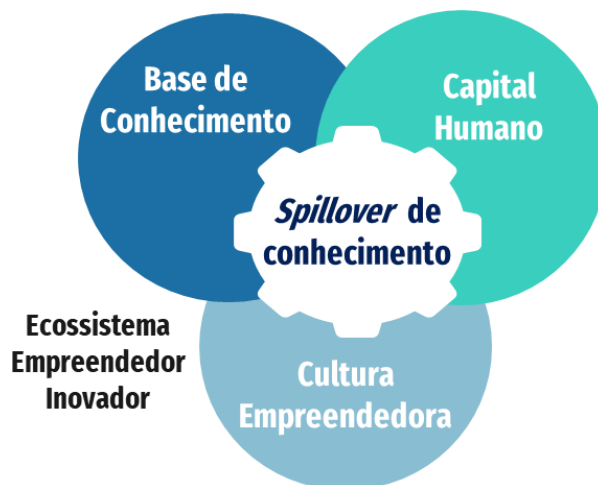 Base de
Conhecimento
Capital
Humano
Spillover de
conhecimento
Ecossistema
Empreendedor
Inovador
Cultura
Empreendedora